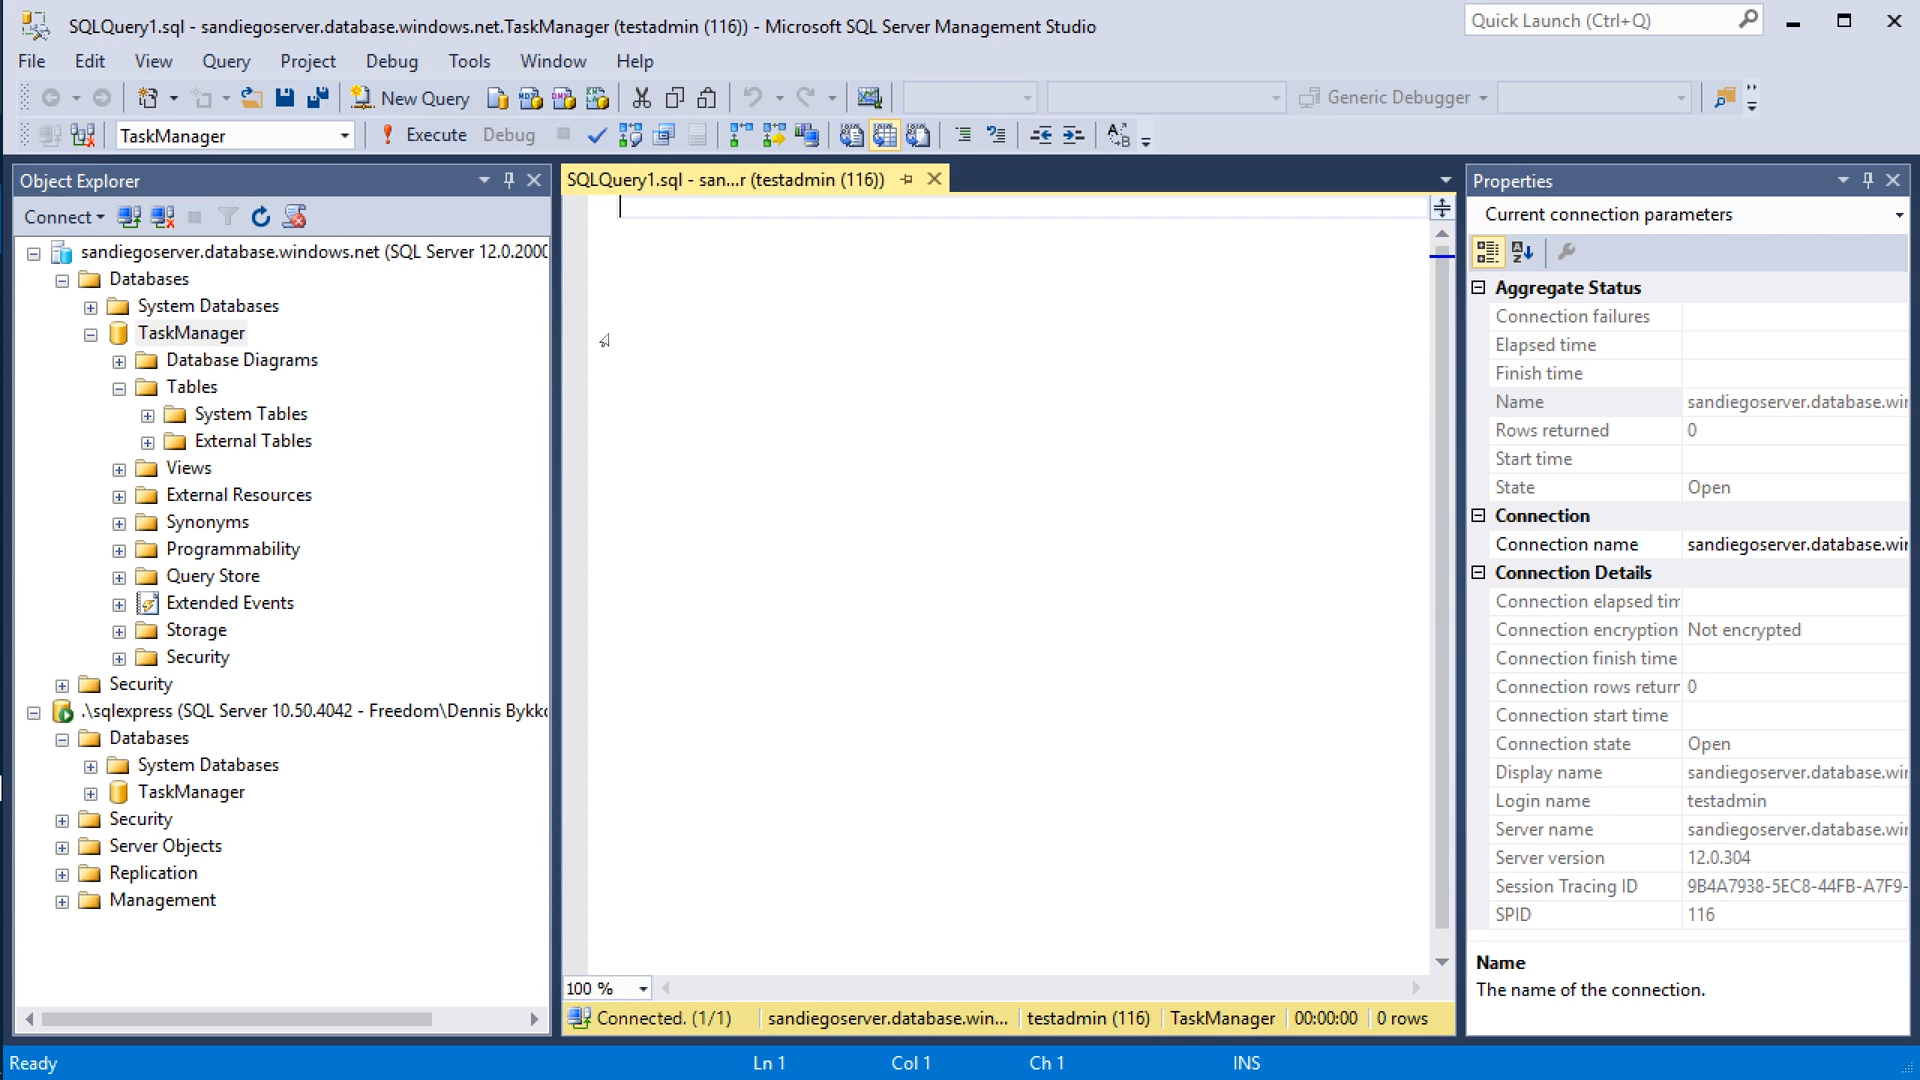 SQLQuery1.sql - sandiegoserver.database.windows.net.TaskManager (testadmin (116)) - Microsoft SQL Server Management Studio
Quick Launch (Ctrl+Q)
File Edit View Query Project Debug Tools Window Help
New Query
Generic Debugger
TaskManager
Execute
Debug
Object Explorer
Connect
sandiegoserver.database.windows.net (SQL Server 12.0.2000
Databases
System Databases
TaskManager
Database Diagrams
Tables
System Tables
External Tables
Views
External Resources
Synonyms
Programmability
Query Store
Extended Events
Storage
Security
Security
.\sqlexpress (SQL Server 10.50.4042 - Freedom\Dennis Bykko
Databases
System Databases
TaskManager
Security
Server Objects
Replication
Management
SQLQuery1.sql - san...r (testadmin (116))
100 %
Connected. (1/1) sandiegoserver.database.win... testadmin (116) TaskManager 00:00:00 0 rows
Properties
Current connection parameters
Aggregate Status
Connection failures
Elapsed time
Finish time
Name sandiegoserver.database.wi
Rows returned 0
Start time
State Open
Connection
Connection name sandiegoserver.database.wi
Connection Details
Connection elapsed tim
Connection encryption Not encrypted
Connection finish time
Connection rows return 0
Connection start time
Connection state Open
Display name sandiegoserver.database.wi
Login name testadmin
Server name sandiegoserver.database.wi
Server version 12.0.304
Session Tracing ID 9B4A7938-5EC8-44FB-A7F9-
SPID 116
Name
The name of the connection.
Ready Ln 1 Col 1 Ch 1 INS